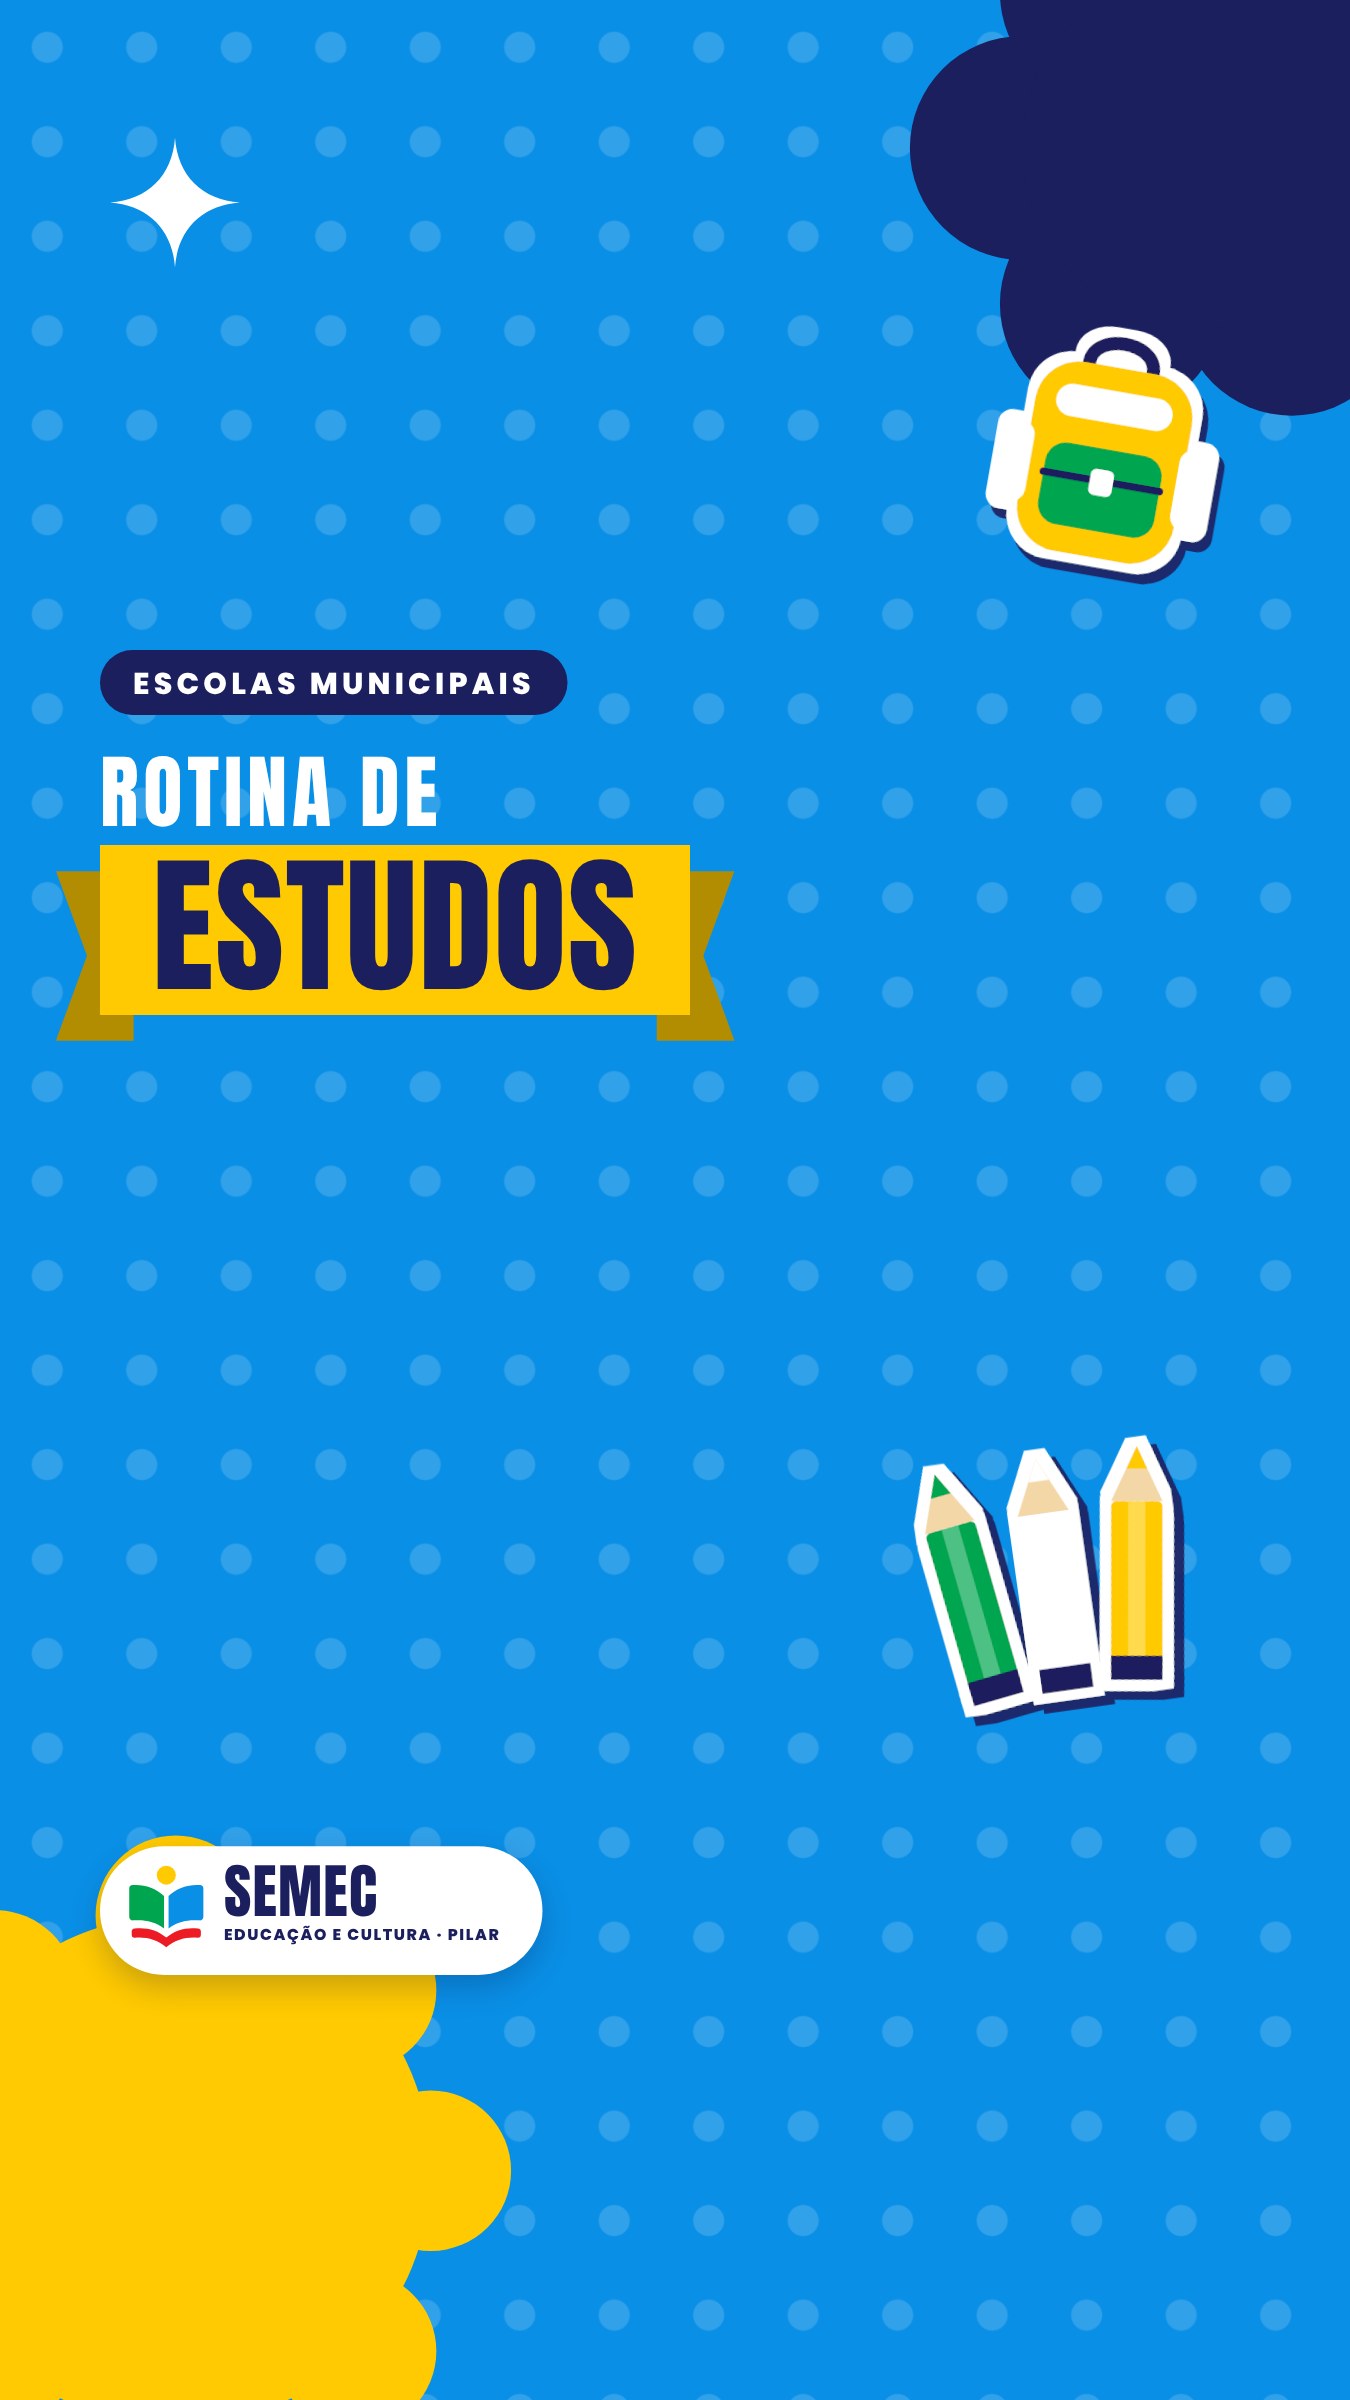 ESCOLAS MUNICIPAIS
ROTINA DE
ESTUDOS
SEMEC
EDUCAÇÃO E CULTURA · PILAR